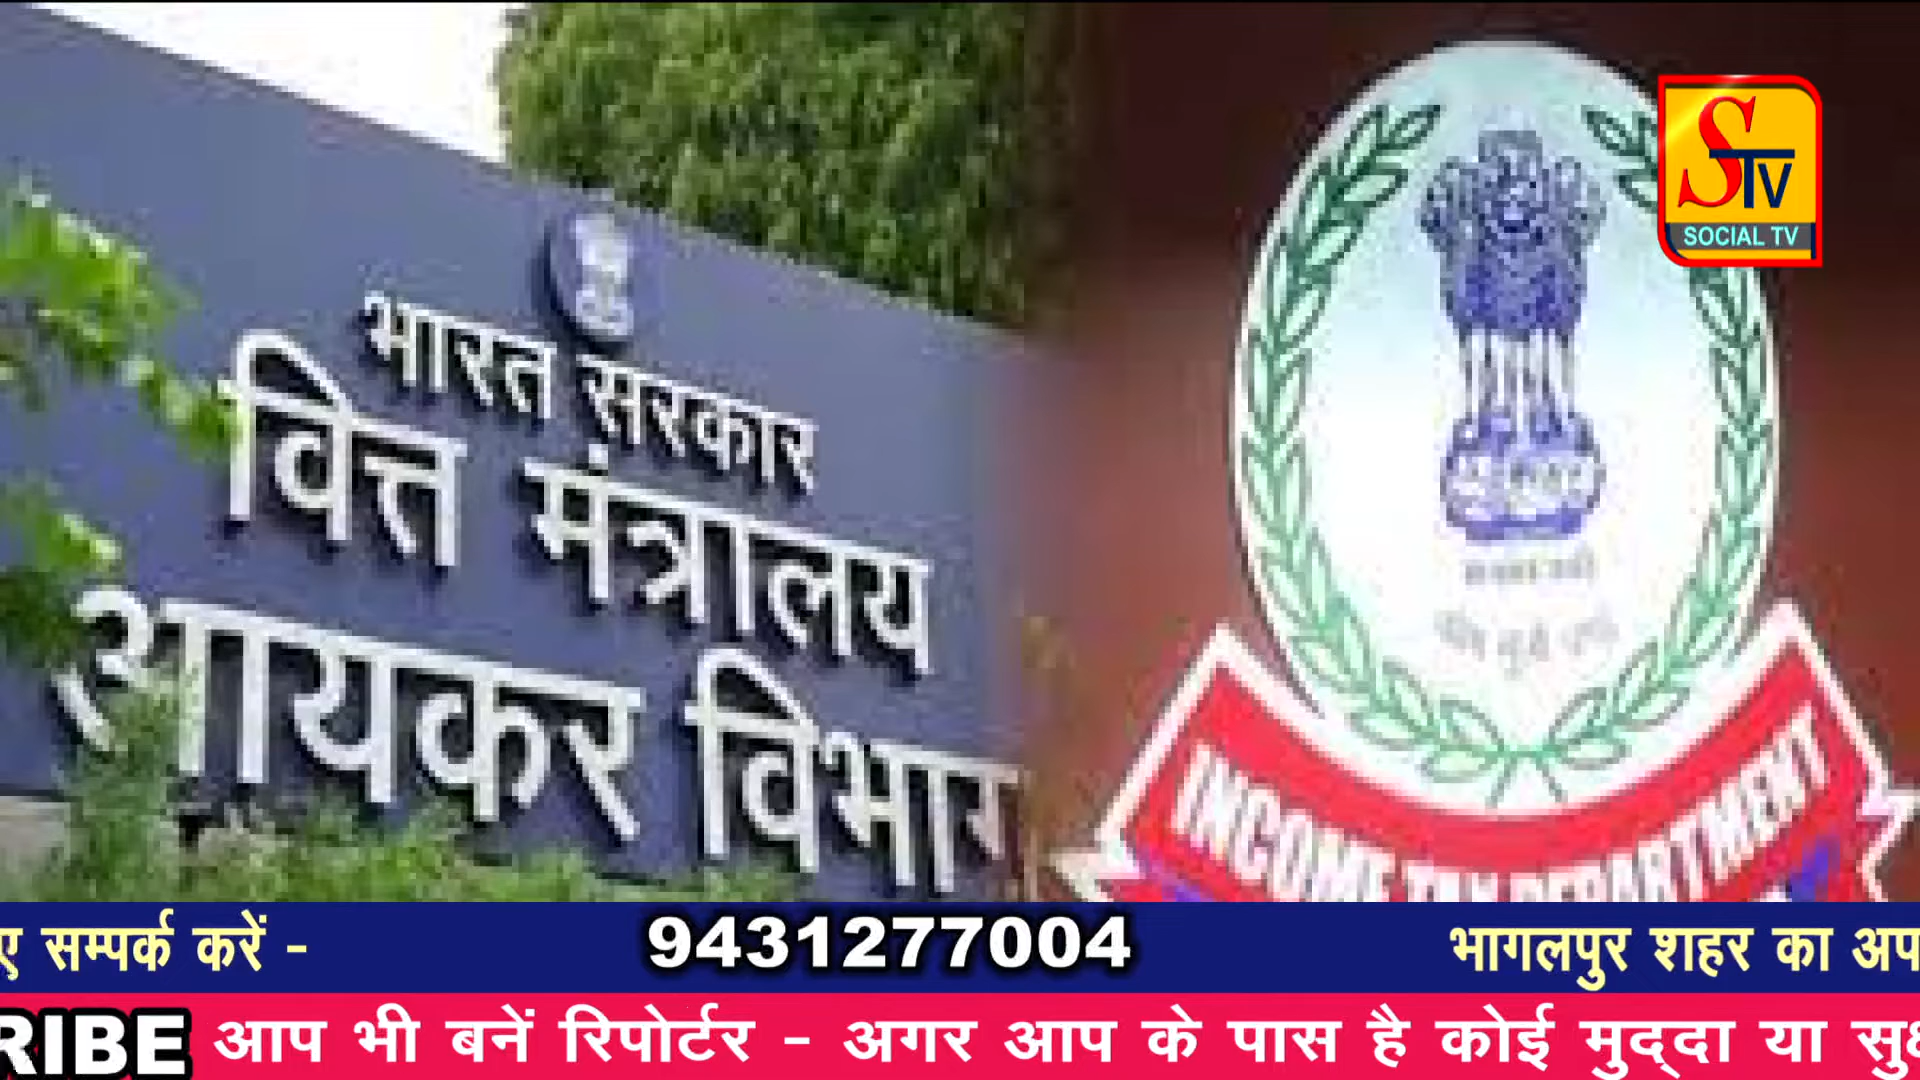 भारत सरकार
वित्त मंत्रालय
आयकर विभाग
STV
SOCIAL TV
INCOME TAX DEPARTMENT
ए सम्पर्क करें - 9431277004 भागलपुर शहर का अप
RIBE आप भी बनें रिपोर्टर - अगर आप के पास है कोई मुद्दा या सु